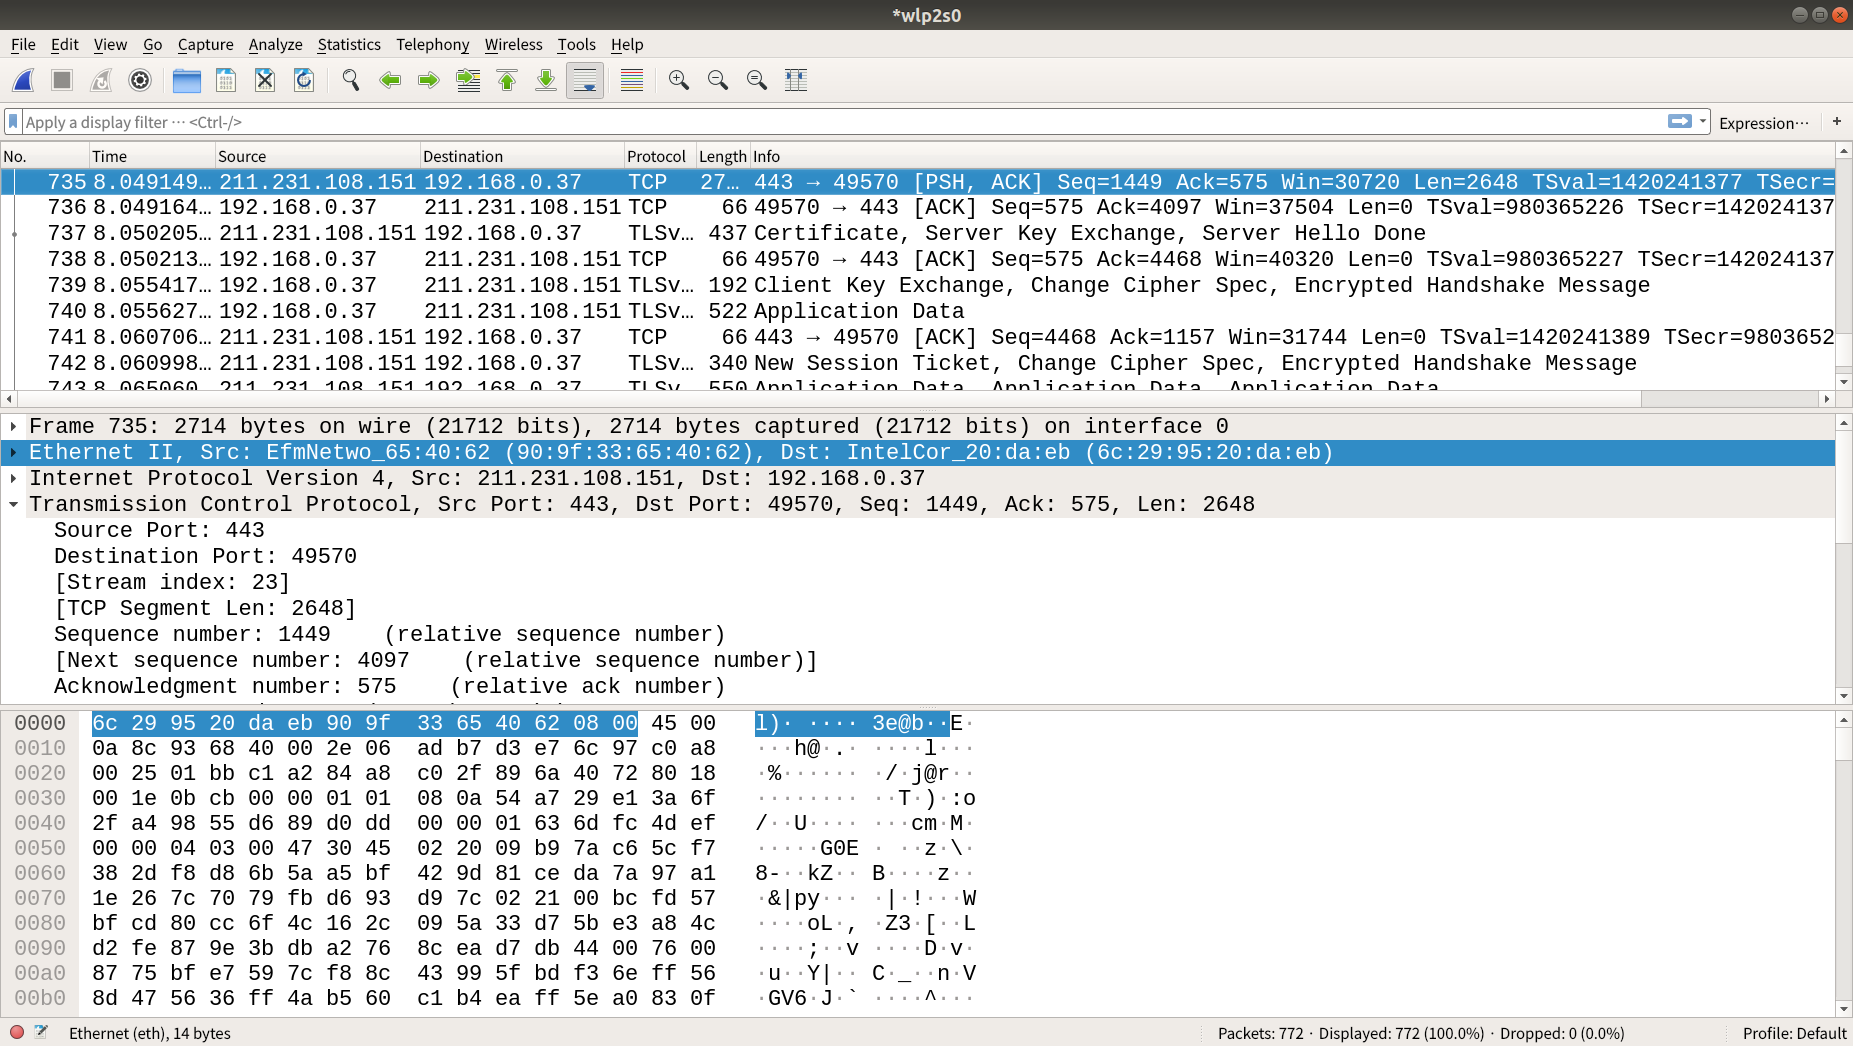 *wlp2s0
File Edit View Go Capture Analyze Statistics Telephony Wireless Tools Help
Apply a display filter ··· <Ctrl-/>
Expression··· +
No. Time Source Destination Protocol Length Info
735 8.049149… 211.231.108.151 192.168.0.37 TCP 27… 443 → 49570 [PSH, ACK] Seq=1449 Ack=575 Win=30720 Len=2648 TSval=1420241377 TSecr=
736 8.049164… 192.168.0.37 211.231.108.151 TCP 66 49570 → 443 [ACK] Seq=575 Ack=4097 Win=37504 Len=0 TSval=980365226 TSecr=142024137
737 8.050205… 211.231.108.151 192.168.0.37 TLSv… 437 Certificate, Server Key Exchange, Server Hello Done
738 8.050213… 192.168.0.37 211.231.108.151 TCP 66 49570 → 443 [ACK] Seq=575 Ack=4468 Win=40320 Len=0 TSval=980365227 TSecr=142024137
739 8.055417… 192.168.0.37 211.231.108.151 TLSv… 192 Client Key Exchange, Change Cipher Spec, Encrypted Handshake Message
740 8.055627… 192.168.0.37 211.231.108.151 TLSv… 522 Application Data
741 8.060706… 211.231.108.151 192.168.0.37 TCP 66 443 → 49570 [ACK] Seq=4468 Ack=1157 Win=31744 Len=0 TSval=1420241389 TSecr=9803652
742 8.060998… 211.231.108.151 192.168.0.37 TLSv… 340 New Session Ticket, Change Cipher Spec, Encrypted Handshake Message
743 8.065060… 211.231.108.151 192.168.0.37 TLSv… 550 Application Data, Application Data, Application Data
Frame 735: 2714 bytes on wire (21712 bits), 2714 bytes captured (21712 bits) on interface 0
Ethernet II, Src: EfmNetwo_65:40:62 (90:9f:33:65:40:62), Dst: IntelCor_20:da:eb (6c:29:95:20:da:eb)
Internet Protocol Version 4, Src: 211.231.108.151, Dst: 192.168.0.37
Transmission Control Protocol, Src Port: 443, Dst Port: 49570, Seq: 1449, Ack: 575, Len: 2648
Source Port: 443
Destination Port: 49570
[Stream index: 23]
[TCP Segment Len: 2648]
Sequence number: 1449 (relative sequence number)
[Next sequence number: 4097 (relative sequence number)]
Acknowledgment number: 575 (relative ack number)
0000 6c 29 95 20 da eb 90 9f 33 65 40 62 08 00 45 00 l)· ···· 3e@b··E·
0010 0a 8c 93 68 40 00 2e 06 ad b7 d3 e7 6c 97 c0 a8 ···h@·.· ····l···
0020 00 25 01 bb c1 a2 84 a8 c0 2f 89 6a 40 72 80 18 ·%······ ·/·j@r··
0030 00 1e 0b cb 00 00 01 01 08 0a 54 a7 29 e1 3a 6f ········ ··T·)·:o
0040 2f a4 98 55 d6 89 d0 dd 00 00 01 63 6d fc 4d ef /··U···· ···cm·M·
0050 00 00 04 03 00 47 30 45 02 20 09 b9 7a c6 5c f7 ·····G0E · ··z·\·
0060 38 2d f8 d8 6b 5a a5 bf 42 9d 81 ce da 7a 97 a1 8-··kZ·· B····z··
0070 1e 26 7c 70 79 fb d6 93 d9 7c 02 21 00 bc fd 57 ·&|py··· ·|·!···W
0080 bf cd 80 cc 6f 4c 16 2c 09 5a 33 d7 5b e3 a8 4c ····oL·, ·Z3·[··L
0090 d2 fe 87 9e 3b db a2 76 8c ea d7 db 44 00 76 00 ····;··v ····D·v·
00a0 87 75 bf e7 59 7c f8 8c 43 99 5f bd f3 6e ff 56 ·u··Y|·· C·_··n·V
00b0 8d 47 56 36 ff 4a b5 60 c1 b4 ea ff 5e a0 83 0f ·GV6·J·` ····^···
Ethernet (eth), 14 bytes
Packets: 772 · Displayed: 772 (100.0%) · Dropped: 0 (0.0%)
Profile: Default